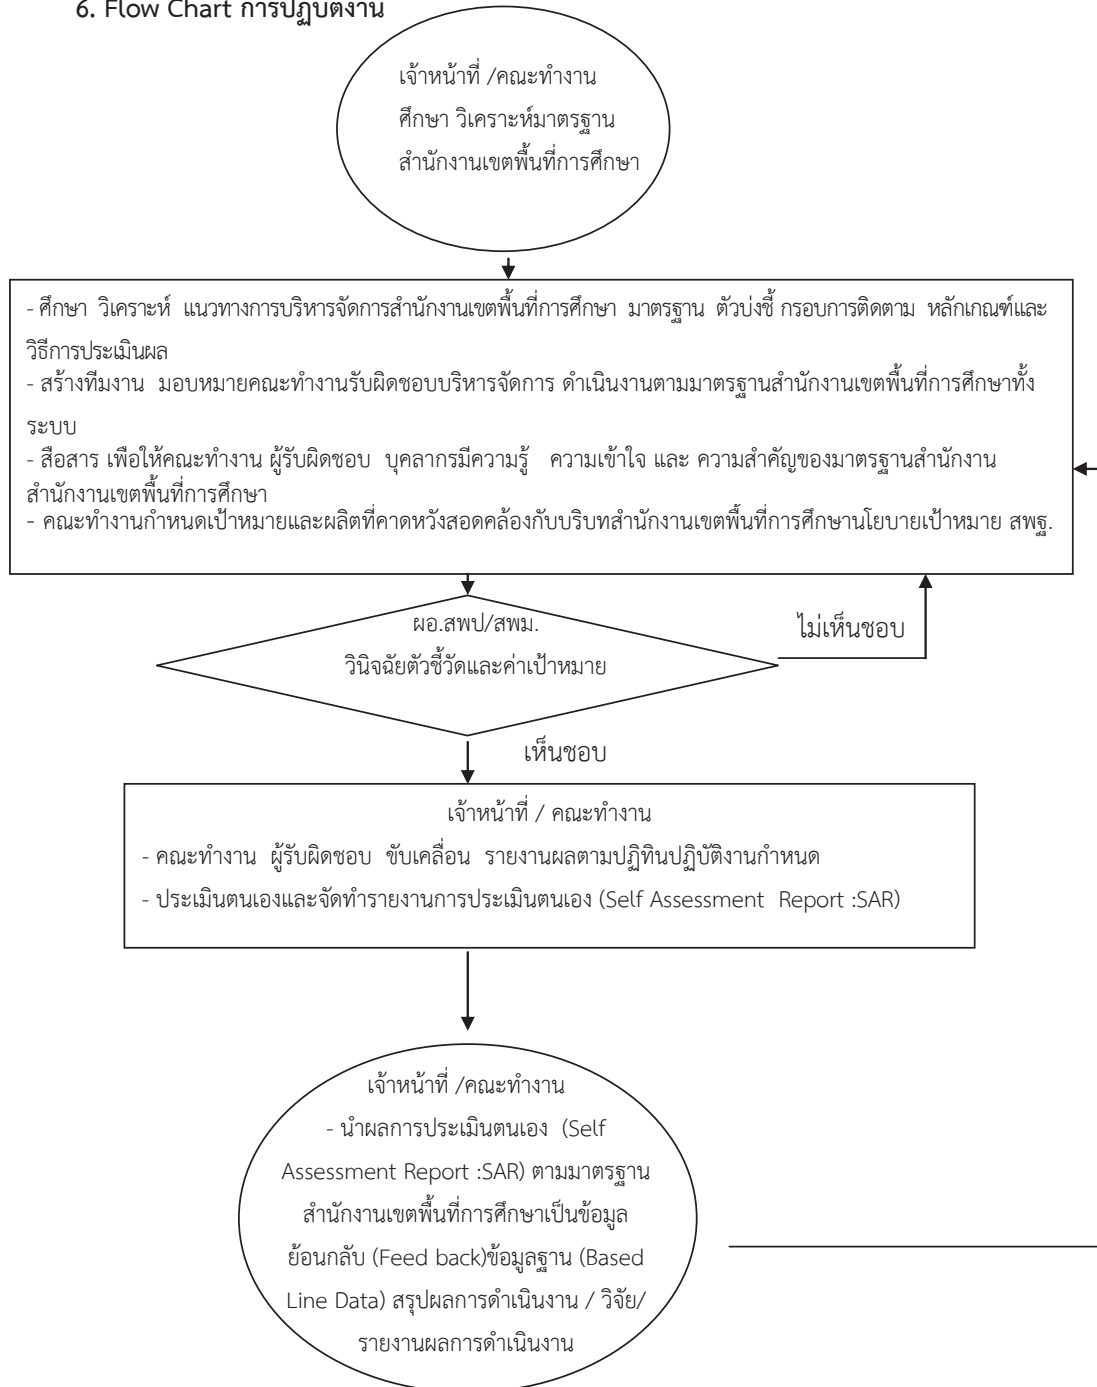 6. Flow Chart การปฏิบัติงาน
เจ้าหน้าที่ /คณะทำงาน
ศึกษา วิเคราะห์มาตรฐาน
สำนักงานเขตพื้นที่การศึกษา
- ศึกษา วิเคราะห์ แนวทางการบริหารจัดการสำนักงานเขตพื้นที่การศึกษา มาตรฐาน ตัวบ่งชี้ กรอบการติดตาม หลักเกณฑ์และ
วิธีการประเมินผล
- สร้างทีมงาน มอบหมายคณะทำงานรับผิดชอบบริหารจัดการ ดำเนินงานตามมาตรฐานสำนักงานเขตพื้นที่การศึกษาทั้ง
ระบบ
- สือสาร เพือให้คณะทำงาน ผู้รับผิดชอบ บุคลากรมีความรู้ ความเข้าใจ และ ความสำคัญของมาตรฐานสำนักงาน
สำนักงานเขตพื้นที่การศึกษา
- คณะทำงานกำหนดเป้าหมายและผลิตที่คาดหวังสอดคล้องกับบริบทสำนักงานเขตพื้นที่การศึกษานโยบายเป้าหมาย สพฐ.
ผอ.สพป/สพม.
วินิจฉัยตัวชี้วัดและค่าเป้าหมาย
ไม่เห็นชอบ
เห็นชอบ
เจ้าหน้าที่ / คณะทำงาน
- คณะทำงาน ผู้รับผิดชอบ ขับเคลื่อน รายงานผลตามปฏิทินปฏิบัติงานกำหนด
- ประเมินตนเองและจัดทำรายงานการประเมินตนเอง (Self Assessment Report :SAR)
เจ้าหน้าที่ /คณะทำงาน
- นำผลการประเมินตนเอง (Self
Assessment Report :SAR) ตามมาตรฐาน
สำนักงานเขตพื้นที่การศึกษาเป็นข้อมูล
ย้อนกลับ (Feed back)ข้อมูลฐาน (Based
Line Data) สรุปผลการดำเนินงาน / วิจัย/
รายงานผลการดำเนินงาน